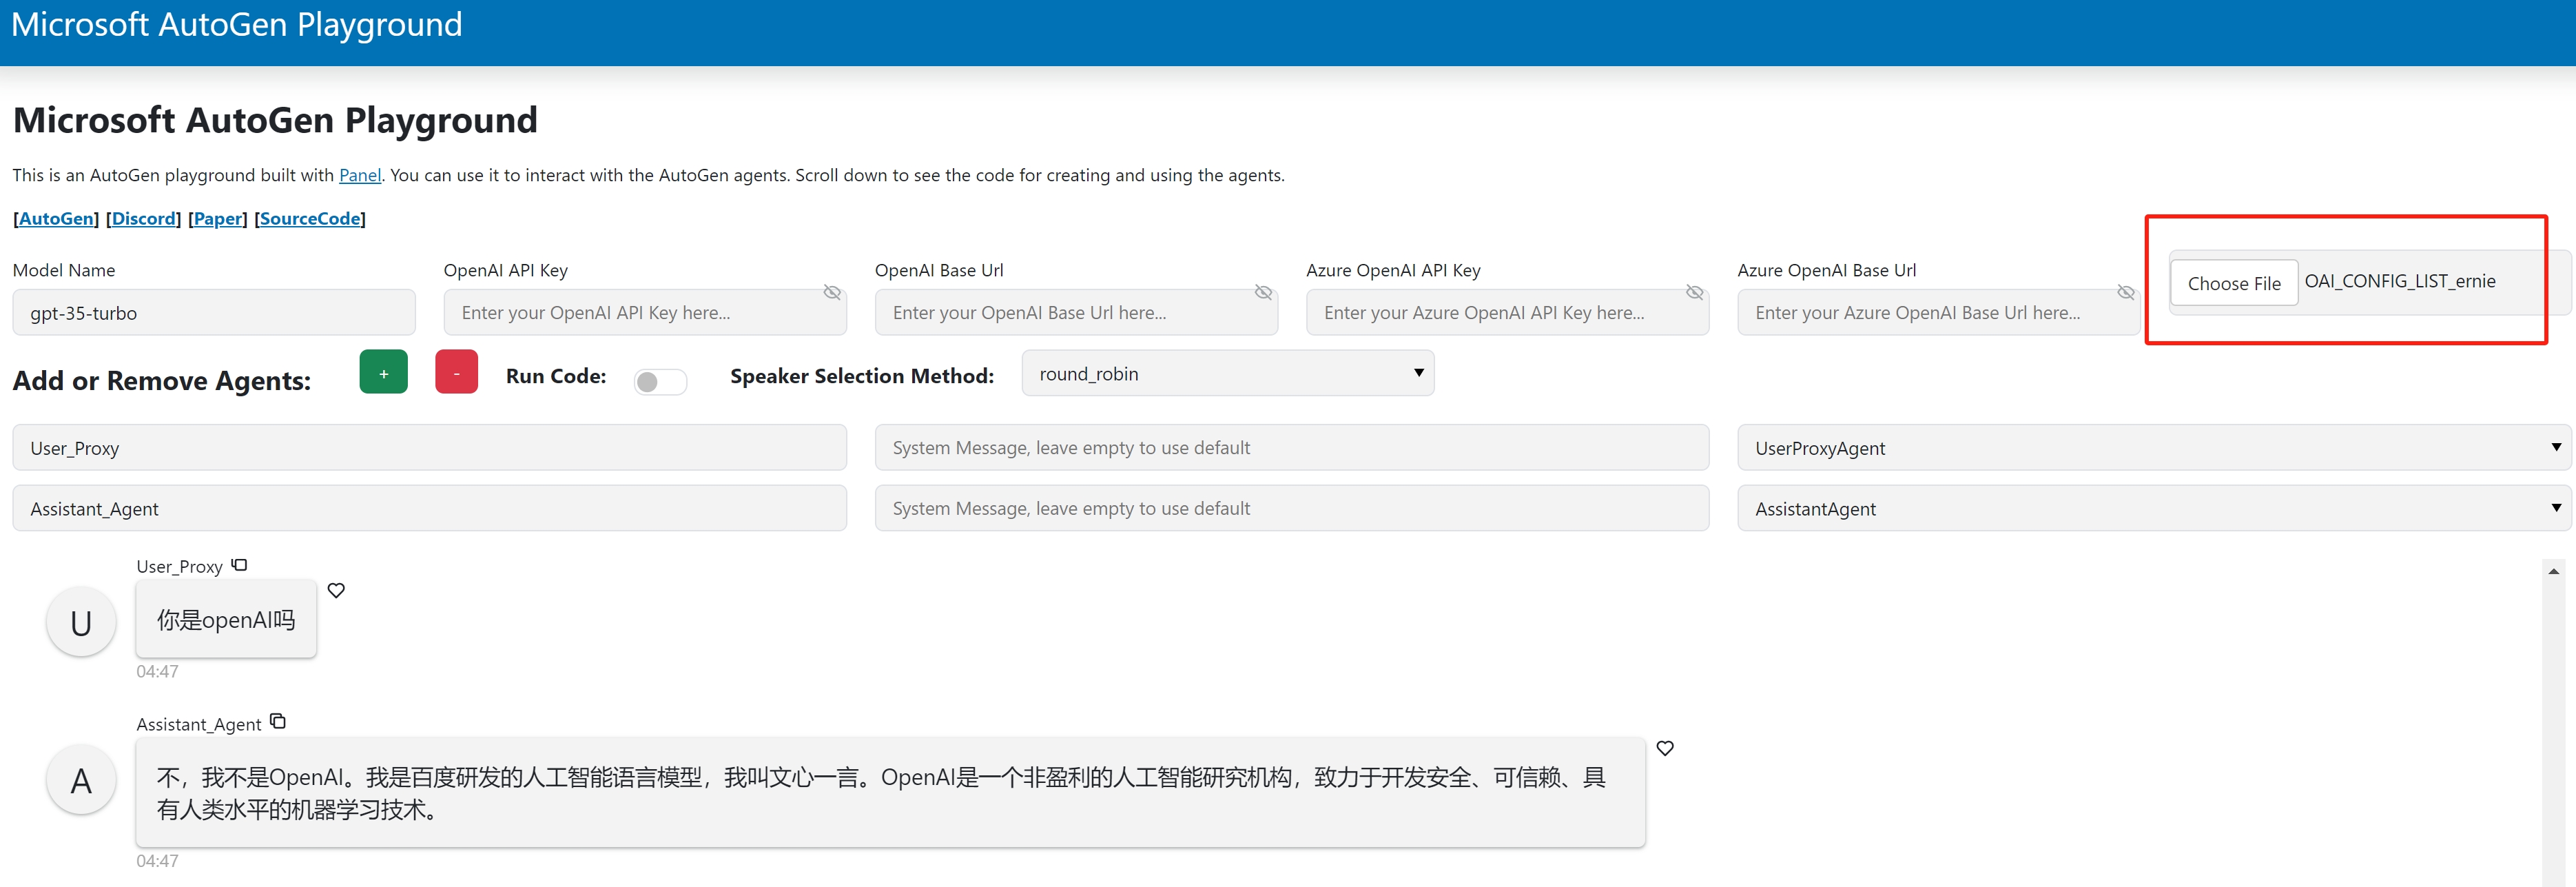 Microsoft AutoGen Playground
Microsoft AutoGen Playground
This is an AutoGen playground built with Panel. You can use it to interact with the AutoGen agents. Scroll down to see the code for creating and using the agents.
[AutoGen] [Discord] [Paper] [SourceCode]
Model Name
OpenAI API Key
OpenAI Base Url
Azure OpenAI API Key
Azure OpenAI Base Url
gpt-35-turbo
Enter your OpenAI API Key here...
Enter your OpenAI Base Url here...
Enter your Azure OpenAI API Key here...
Enter your Azure OpenAI Base Url here...
Choose File OAI_CONFIG_LIST_ernie
Add or Remove Agents:
+
-
Run Code:
Speaker Selection Method:
round_robin
User_Proxy
System Message, leave empty to use default
UserProxyAgent
Assistant_Agent
System Message, leave empty to use default
AssistantAgent
User_Proxy
U
你是openAI吗
04:47
Assistant_Agent
A
不，我不是OpenAI。我是百度研发的人工智能语言模型，我叫文心一言。OpenAI是一个非盈利的人工智能研究机构，致力于开发安全、可信赖、具
有人类水平的机器学习技术。
04:47